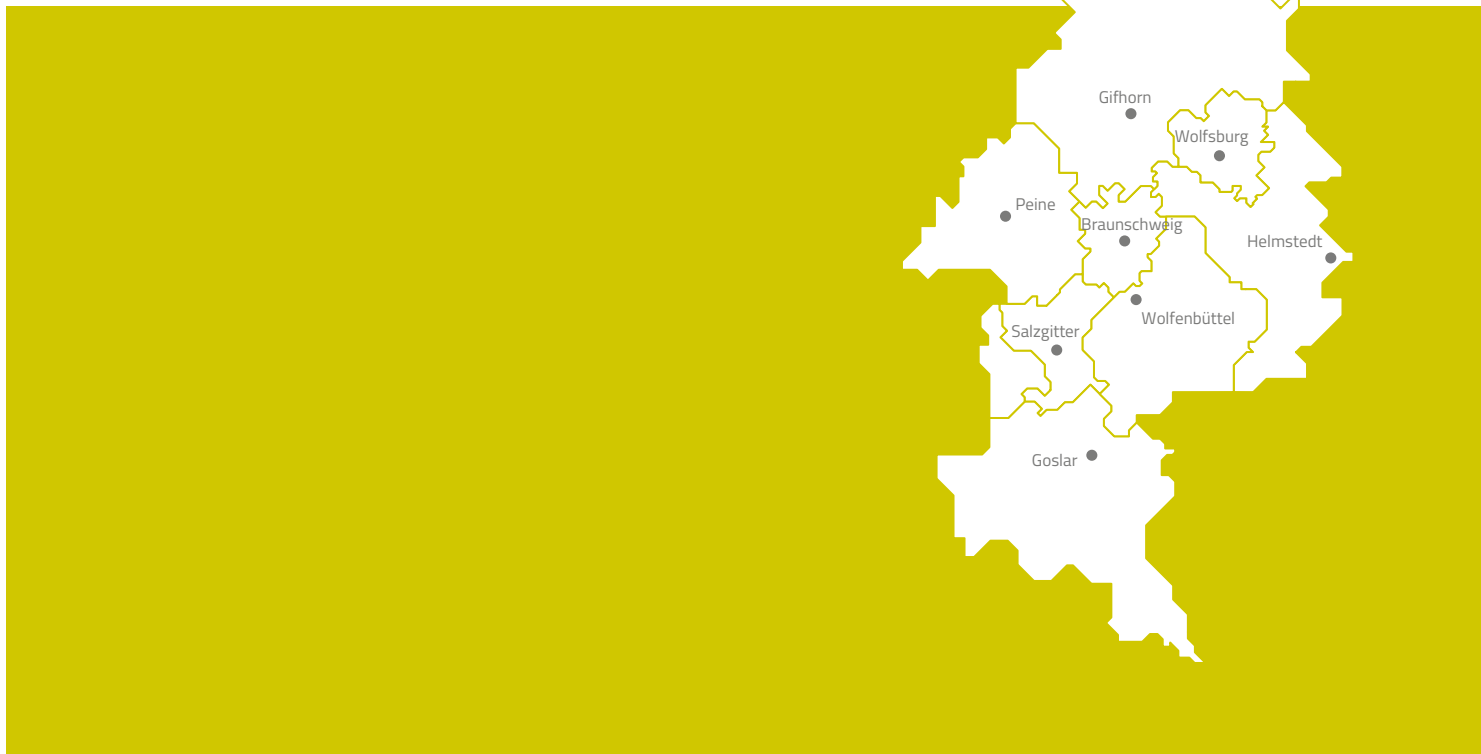 Gifhorn
Wolfsburg
Peine
Braunschweig
Helmstedt
Wolfenbüttel
Salzgitter
Goslar